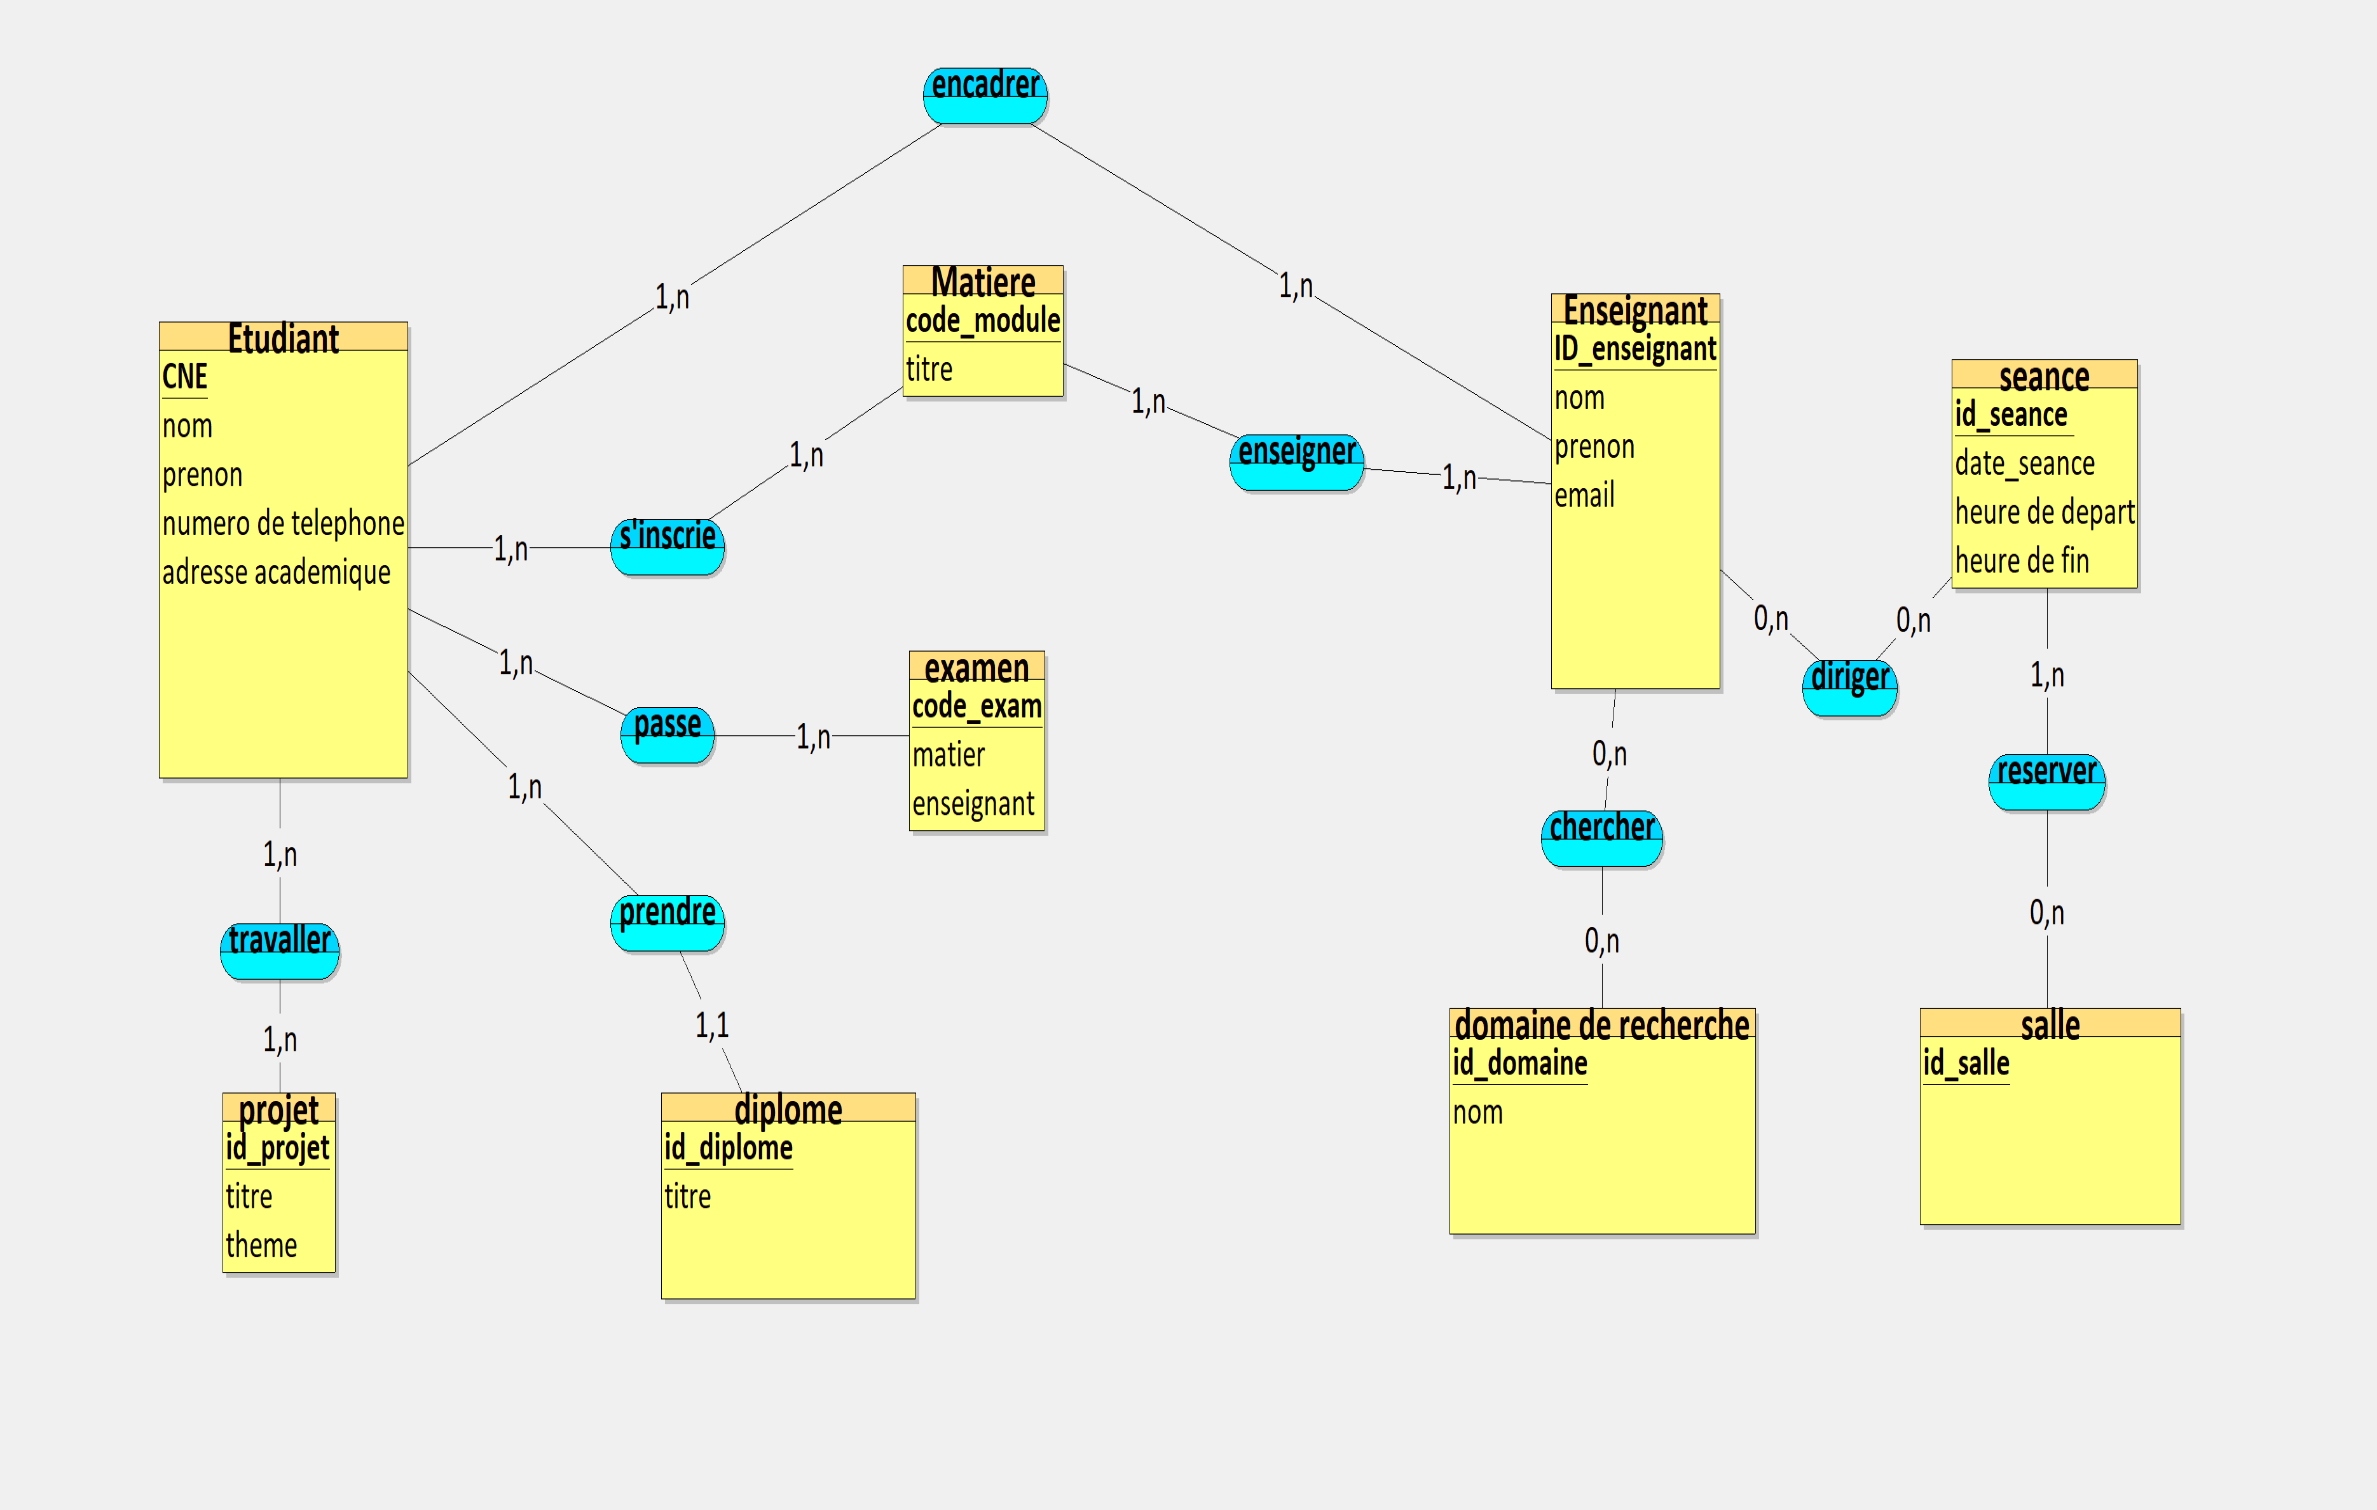 encadrer
1,n
1,n
Etudiant
CNE
nom
prenon
numero de telephone
adresse academique
Matiere
code_module
titre
1,n
1,n
s'inscrie
1,n
enseigner
1,n
Enseignant
ID_enseignant
nom
prenon
email
seance
id_seance
date_seance
heure de depart
heure de fin
0,n
0,n
diriger
1,n
passe
1,n
examen
code_exam
matier
enseignant
1,n
reserver
0,n
0,n
chercher
0,n
1,n
prendre
1,1
1,n
travaller
1,n
projet
id_projet
titre
theme
diplome
id_diplome
titre
domaine de recherche
id_domaine
nom
salle
id_salle